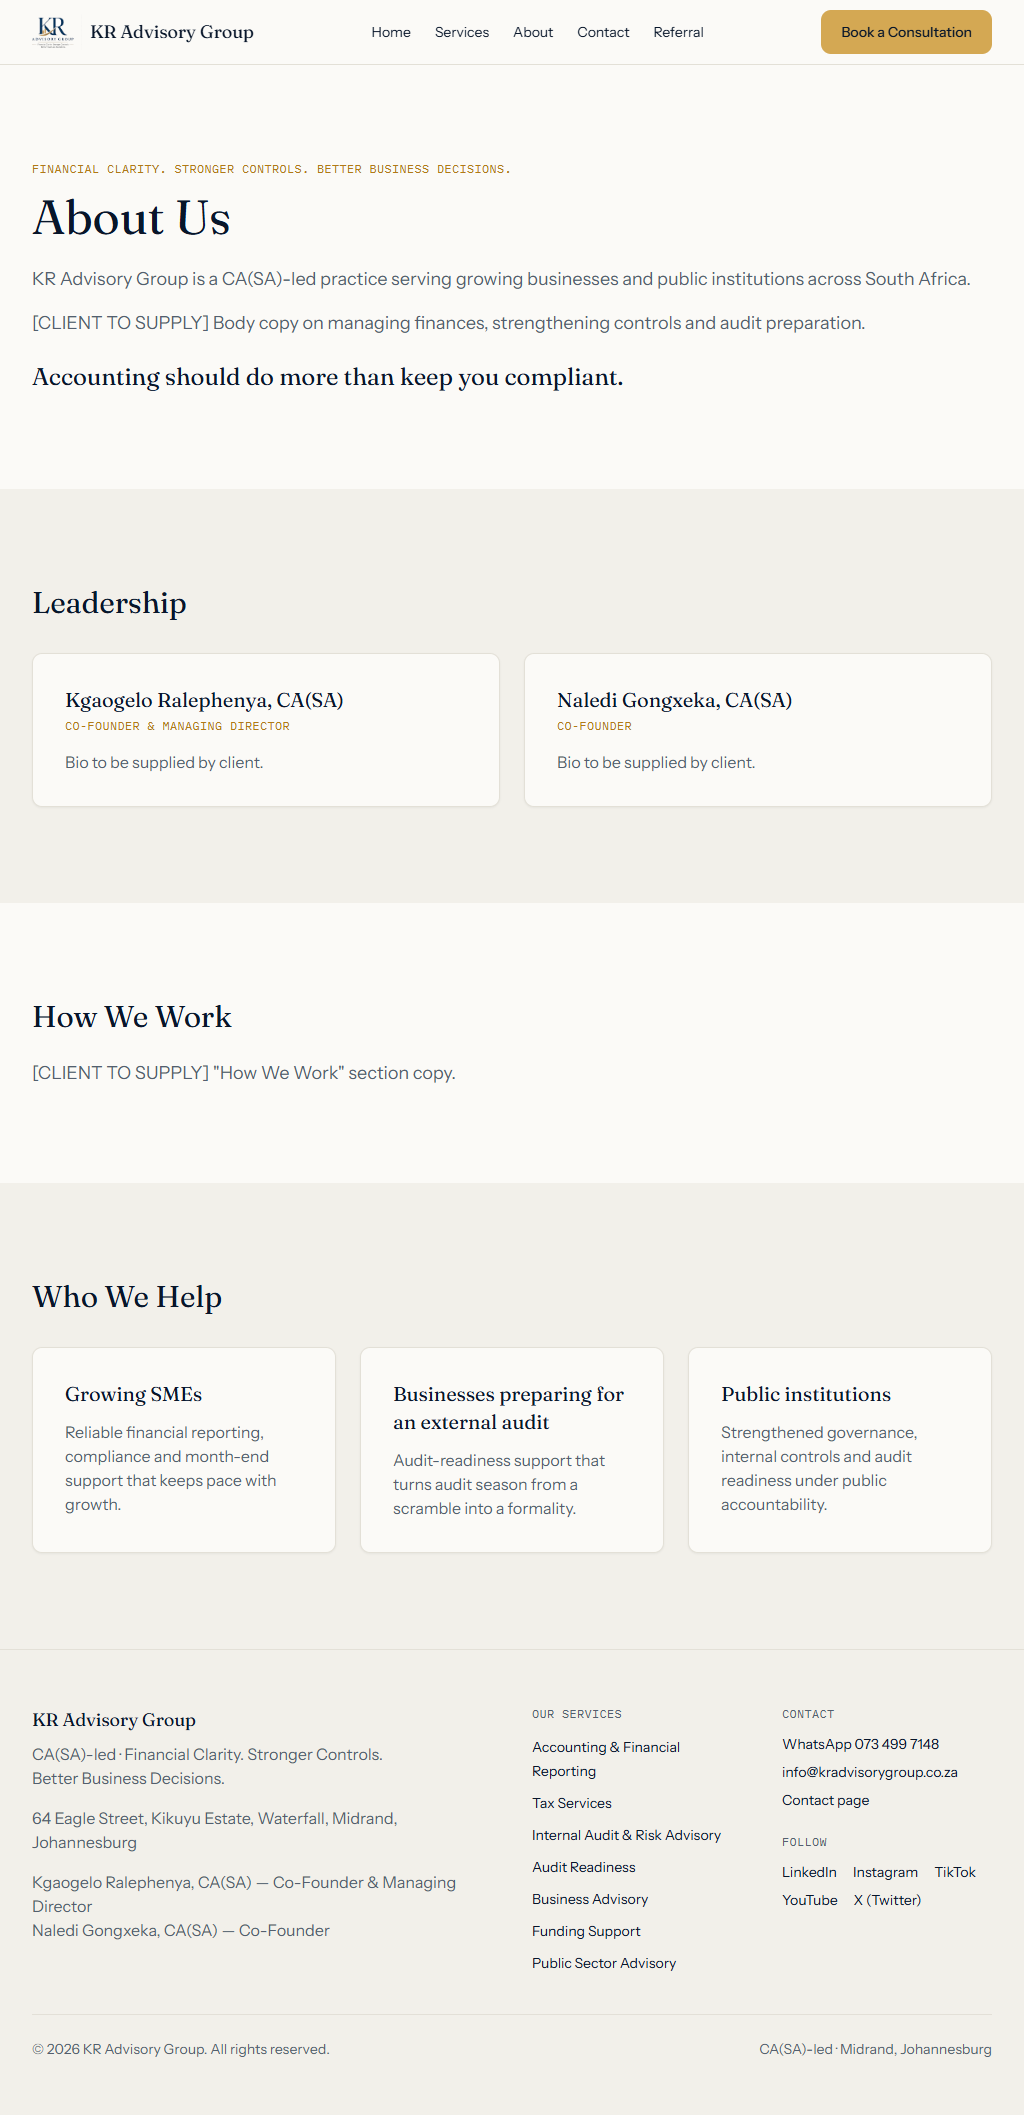 KR
ADVISORY GROUP
KR Advisory Group
Home
Services
About
Contact
Referral
Book a Consultation
FINANCIAL CLARITY. STRONGER CONTROLS. BETTER BUSINESS DECISIONS.
About Us
KR Advisory Group is a CA(SA)-led practice serving growing businesses and public institutions across South Africa.
[CLIENT TO SUPPLY] Body copy on managing finances, strengthening controls and audit preparation.
Accounting should do more than keep you compliant.
Leadership
Kgaogelo Ralephenya, CA(SA)
CO-FOUNDER & MANAGING DIRECTOR
Bio to be supplied by client.
Naledi Gongxeka, CA(SA)
CO-FOUNDER
Bio to be supplied by client.
How We Work
[CLIENT TO SUPPLY] "How We Work" section copy.
Who We Help
Growing SMEs
Reliable financial reporting,
compliance and month-end
support that keeps pace with
growth.
Businesses preparing for
an external audit
Audit-readiness support that
turns audit season from a
scramble into a formality.
Public institutions
Strengthened governance,
internal controls and audit
readiness under public
accountability.
KR Advisory Group
CA(SA)-led · Financial Clarity. Stronger Controls.
Better Business Decisions.
64 Eagle Street, Kikuyu Estate, Waterfall, Midrand,
Johannesburg
Kgaogelo Ralephenya, CA(SA) — Co-Founder & Managing
Director
Naledi Gongxeka, CA(SA) — Co-Founder
OUR SERVICES
Accounting & Financial
Reporting
Tax Services
Internal Audit & Risk Advisory
Audit Readiness
Business Advisory
Funding Support
Public Sector Advisory
CONTACT
WhatsApp 073 499 7148
info@kradvisorygroup.co.za
Contact page
FOLLOW
LinkedIn
Instagram
TikTok
YouTube
X (Twitter)
© 2026 KR Advisory Group. All rights reserved.
CA(SA)-led · Midrand, Johannesburg